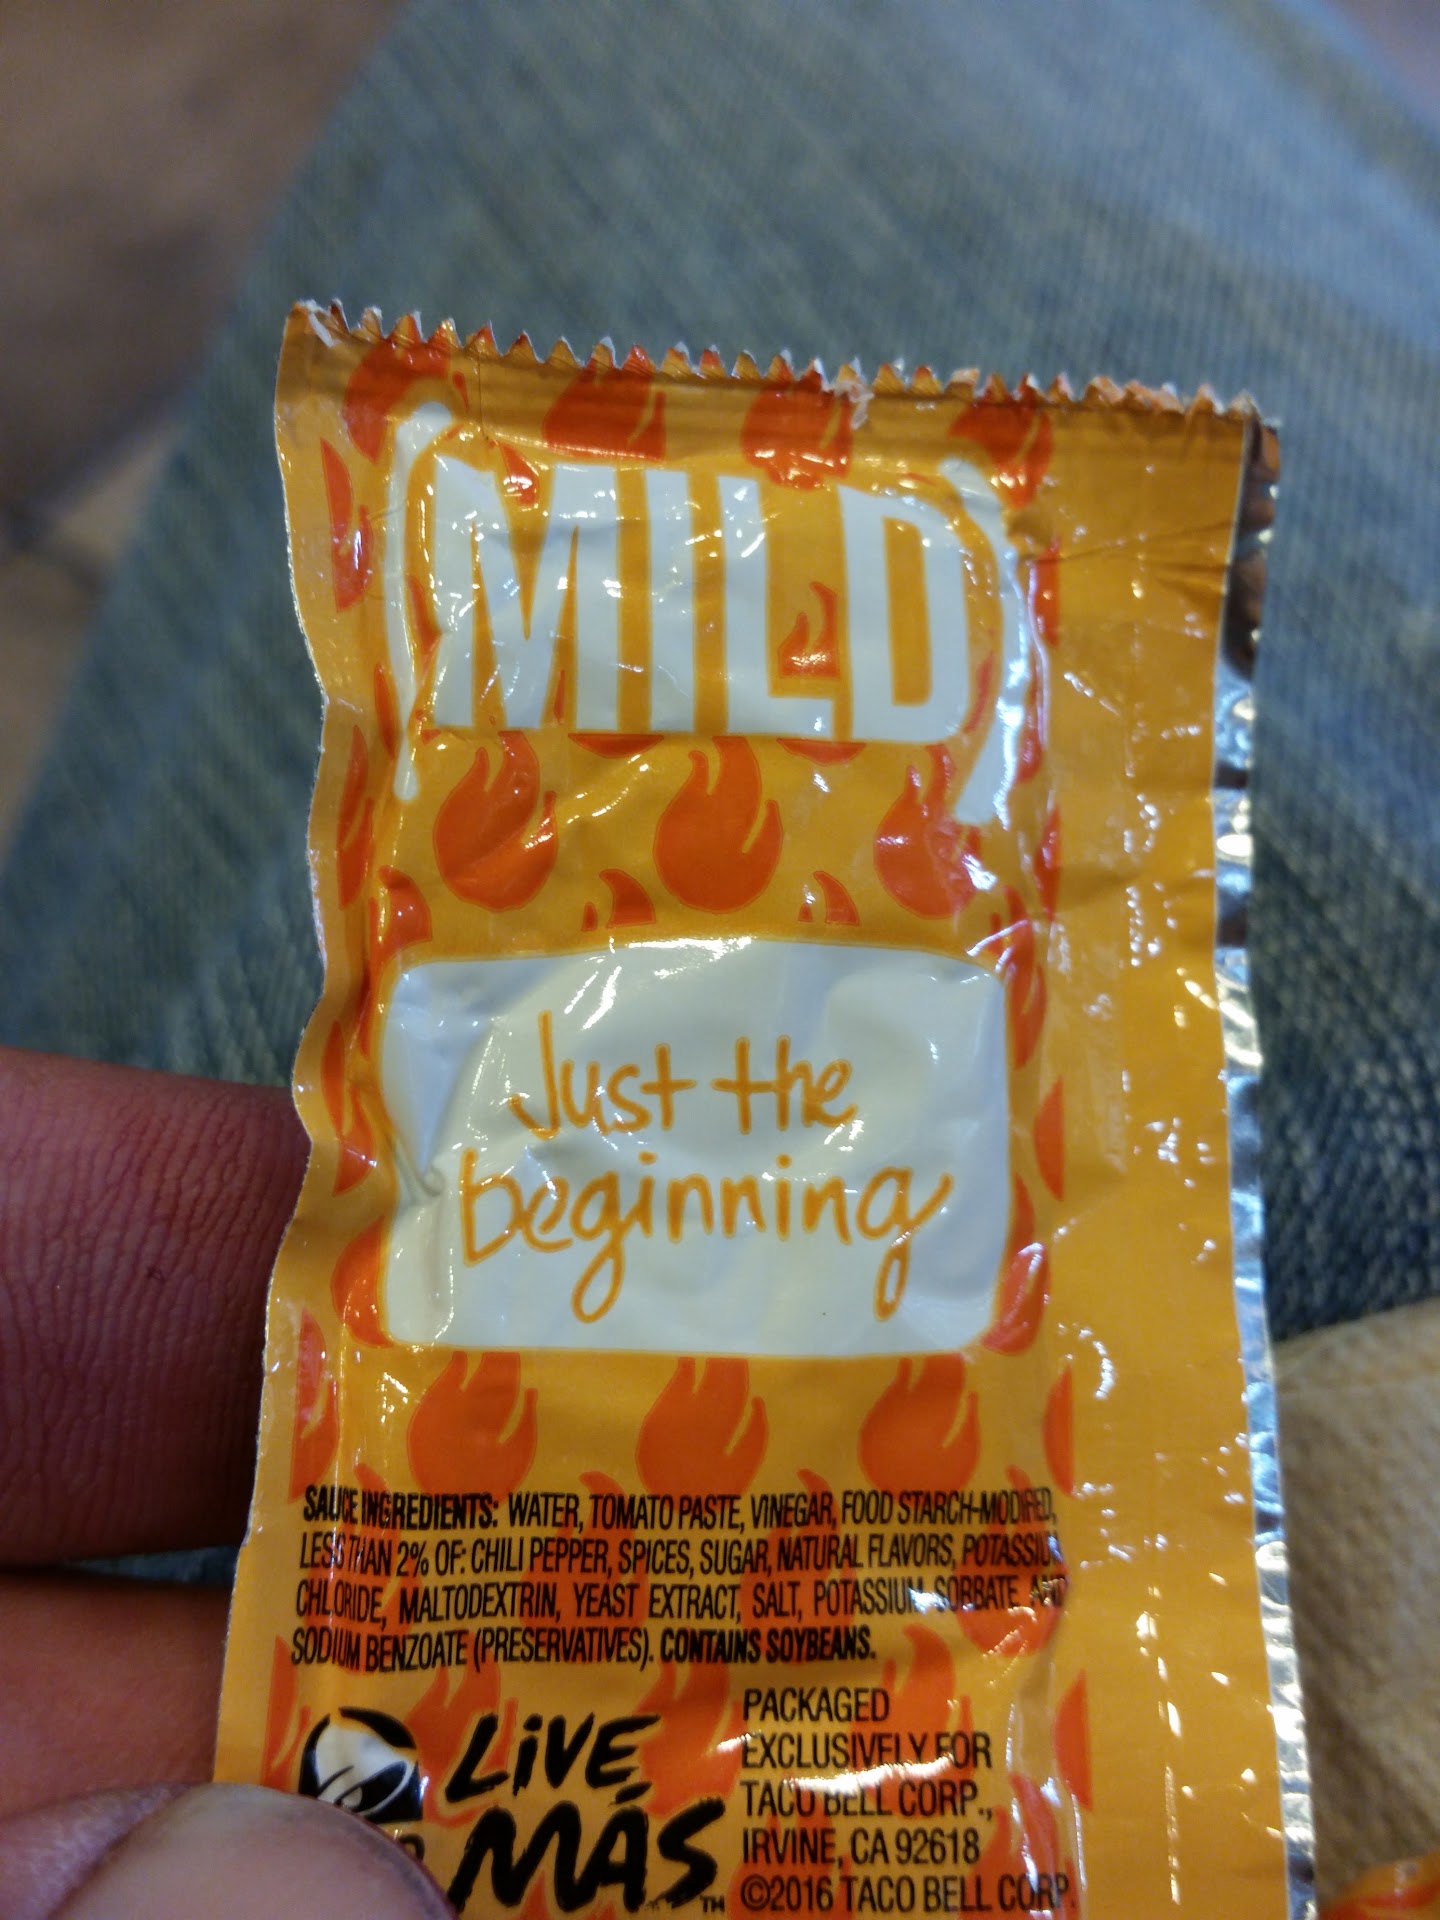 (MILD)
Just the
beginning
SAUCE INGREDIENTS: WATER, TOMATO PASTE, VINEGAR, FOOD STARCH-MODIFIED,
LESS THAN 2% OF: CHILI PEPPER, SPICES, SUGAR, NATURAL FLAVORS, POTASSIUM
CHLORIDE, MALTODEXTRIN, YEAST EXTRACT, SALT, POTASSIUM SORBATE AND
SODIUM BENZOATE (PRESERVATIVES). CONTAINS SOYBEANS.
LIVE
MÁS™
PACKAGED
EXCLUSIVELY FOR
TACO BELL CORP.,
IRVINE, CA 92618
©2016 TACO BELL CORP.